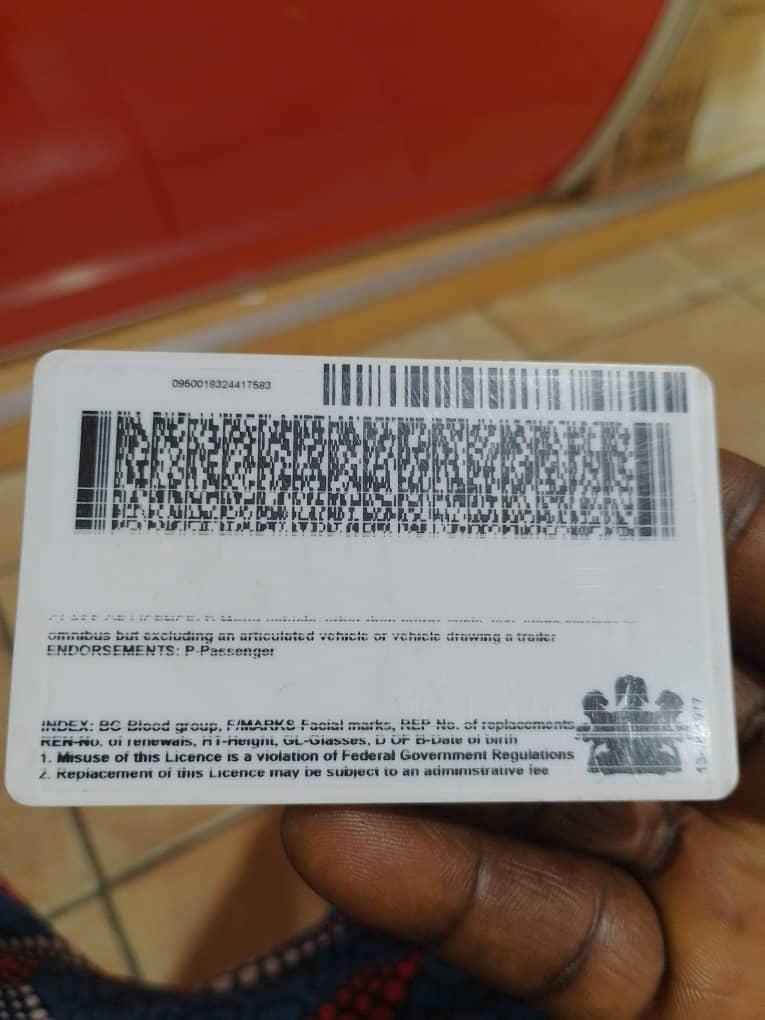 0950018324417583
omnibus but excluding an articulated vehicle or vehicle drawing a trailer
ENDORSEMENTS: P-Passenger
INDEX: BG-Blood group, F/MARKS-Facial marks, REP-No. of replacements
REN-No. of renewals, HT-Height, GL-Glasses, D OF B-Date of birth
1. Misuse of this Licence is a violation of Federal Government Regulations
2. Replacement of this Licence may be subject to an administrative fee